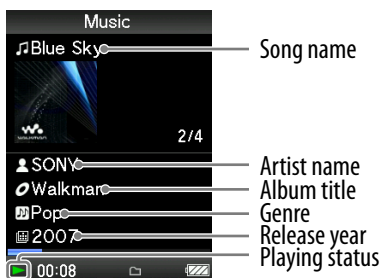 Music
Blue Sky
Song name
WALKMAN
2/4
SONY
Artist name
Walkman
Album title
Pop
Genre
2007
Release year
Playing status
00:08